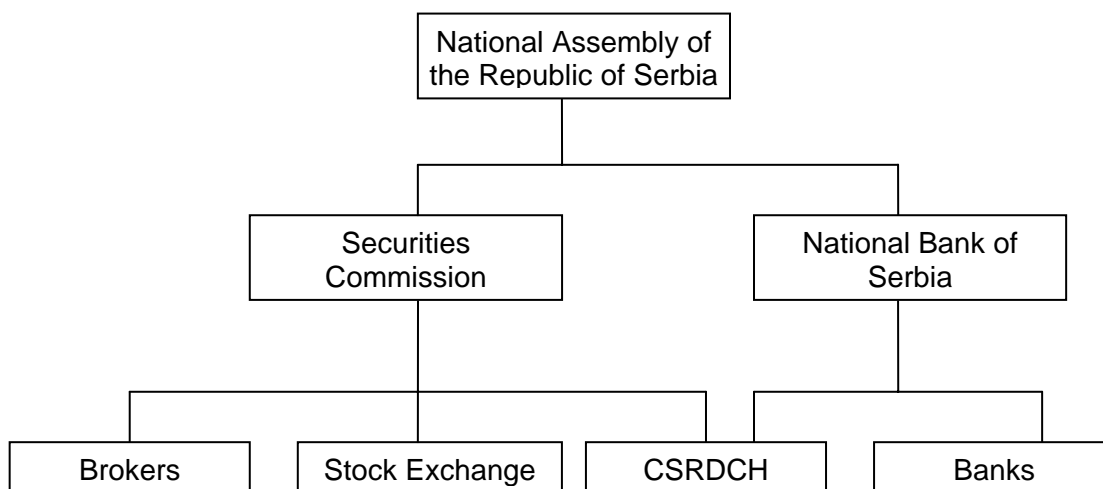 National Assembly of
the Republic of Serbia
Securities
Commission
National Bank of
Serbia
Brokers
Stock Exchange
CSRDCH
Banks